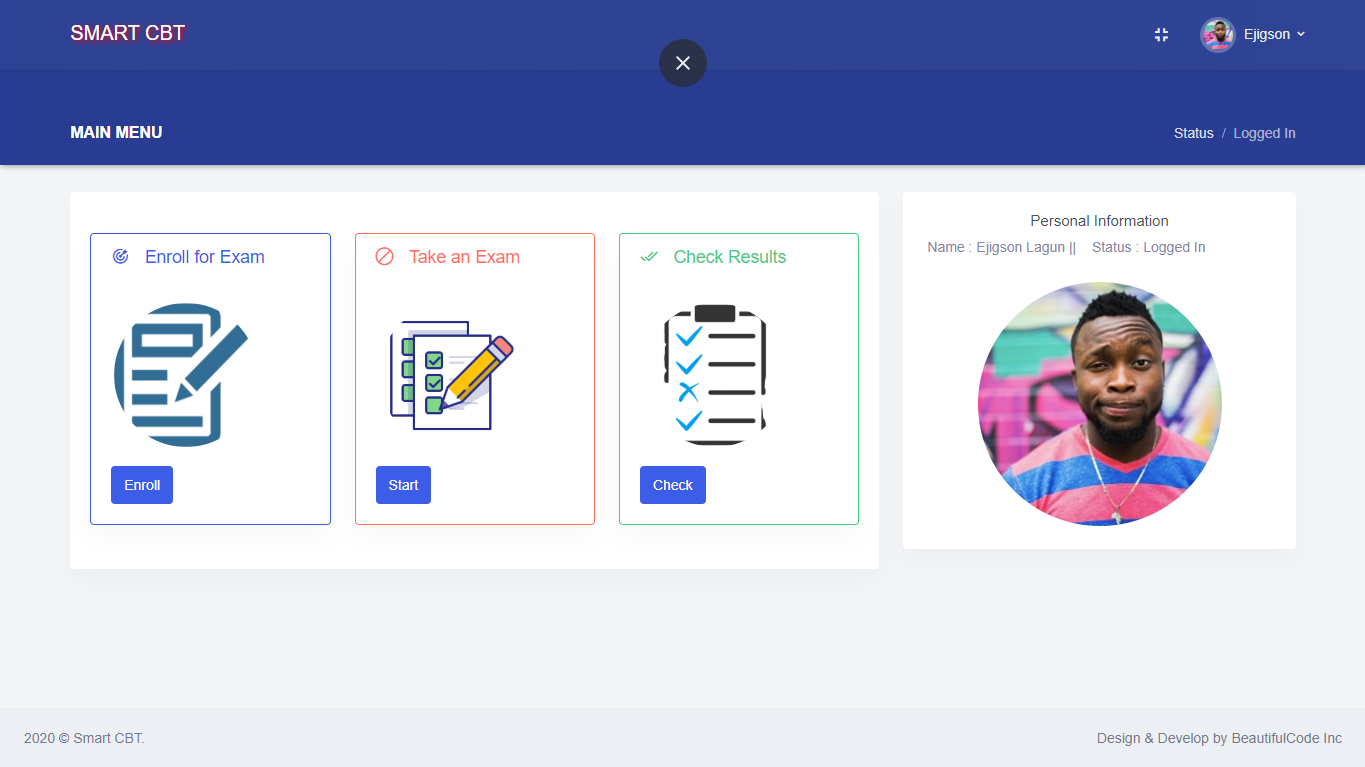 SMART CBT
Ejigson
MAIN MENU
Status / Logged In
Enroll for Exam
Take an Exam
Check Results
Enroll
Start
Check
Personal Information
Name : Ejigson Lagun || Status : Logged In
2020 © Smart CBT.
Design & Develop by BeautifulCode Inc